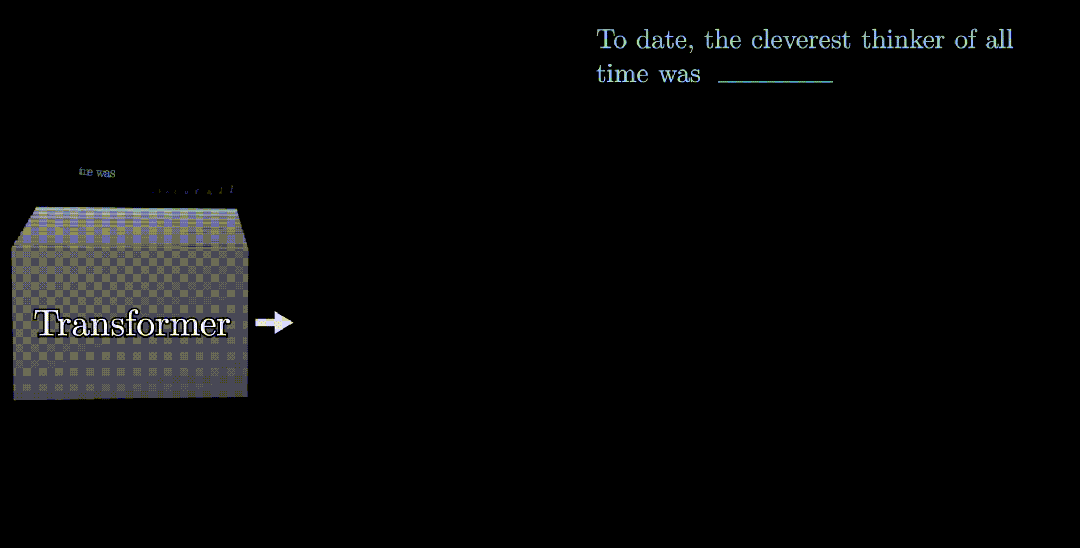 To date, the cleverest thinker of all
time was
Transformer